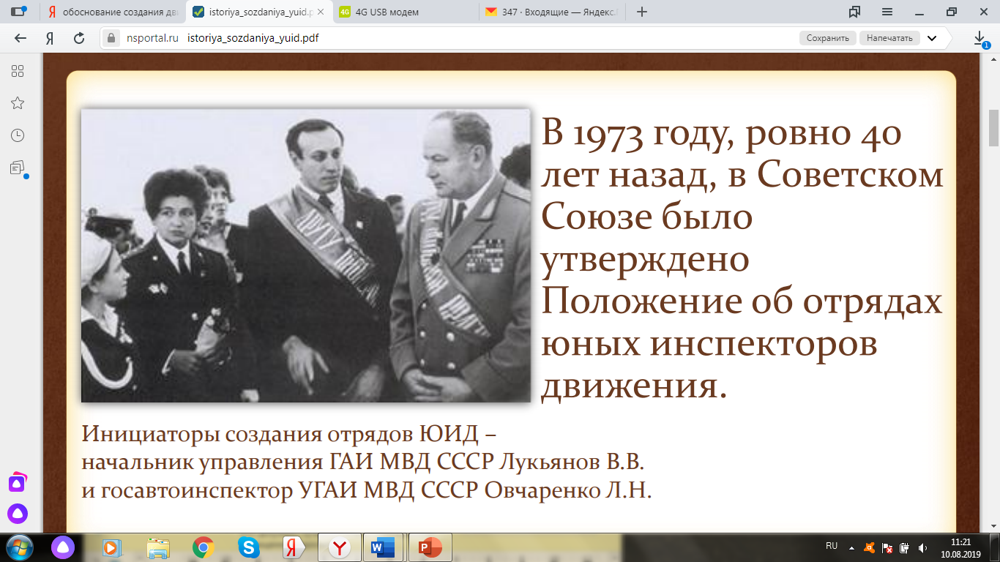 обоснование создания дв
istoriya_sozdaniya_yuid.p
4G
4G USB модем
347 · Входящие — Яндекс.
nsportal.ru istoriya_sozdaniya_yuid.pdf
Сохранить
Напечатать
1
В 1973 году, ровно 40
лет назад, в Советском
Союзе было
утверждено
Положение об отрядах
юных инспекторов
движения.
Инициаторы создания отрядов ЮИД –
начальник управления ГАИ МВД СССР Лукьянов В.В.
и госавтоинспектор УГАИ МВД СССР Овчаренко Л.Н.
RU
11:21
10.08.2019